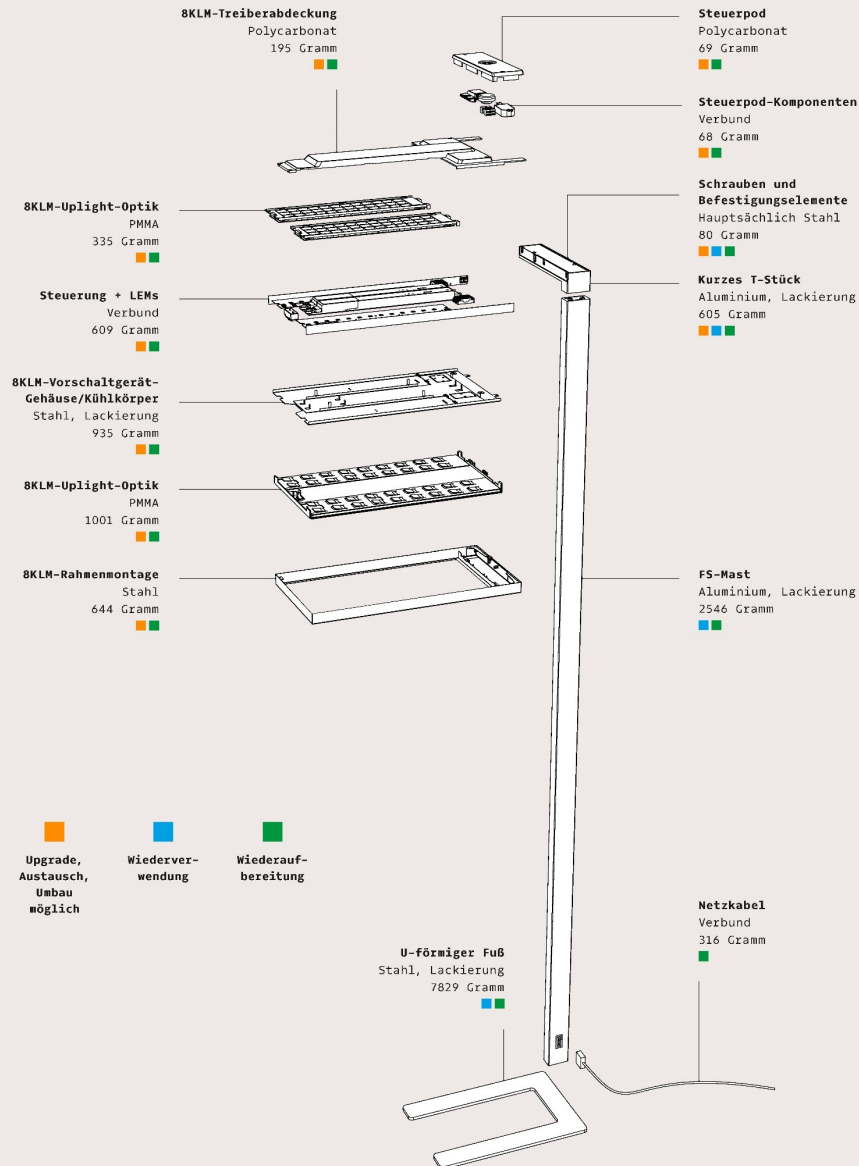 8KLM-Treiberabdeckung
Polycarbonat
195 Gramm
8KLM-Uplight-Optik
PMMA
335 Gramm
Steuerung + LEMs
Verbund
609 Gramm
8KLM-Vorschaltgerät-
Gehäuse/Kühlkörper
Stahl, Lackierung
935 Gramm
8KLM-Uplight-Optik
PMMA
1001 Gramm
8KLM-Rahmenmontage
Stahl
644 Gramm
Steuerpod
Polycarbonat
69 Gramm
Steuerpod-Komponenten
Verbund
68 Gramm
Schrauben und
Befestigungselemente
Hauptsächlich Stahl
80 Gramm
Kurzes T-Stück
Aluminium, Lackierung
605 Gramm
FS-Mast
Aluminium, Lackierung
2546 Gramm
Upgrade,
Austausch,
Umbau
möglich
Wiederver-
wendung
Wiederauf-
bereitung
U-förmiger Fuß
Stahl, Lackierung
7829 Gramm
Netzkabel
Verbund
316 Gramm